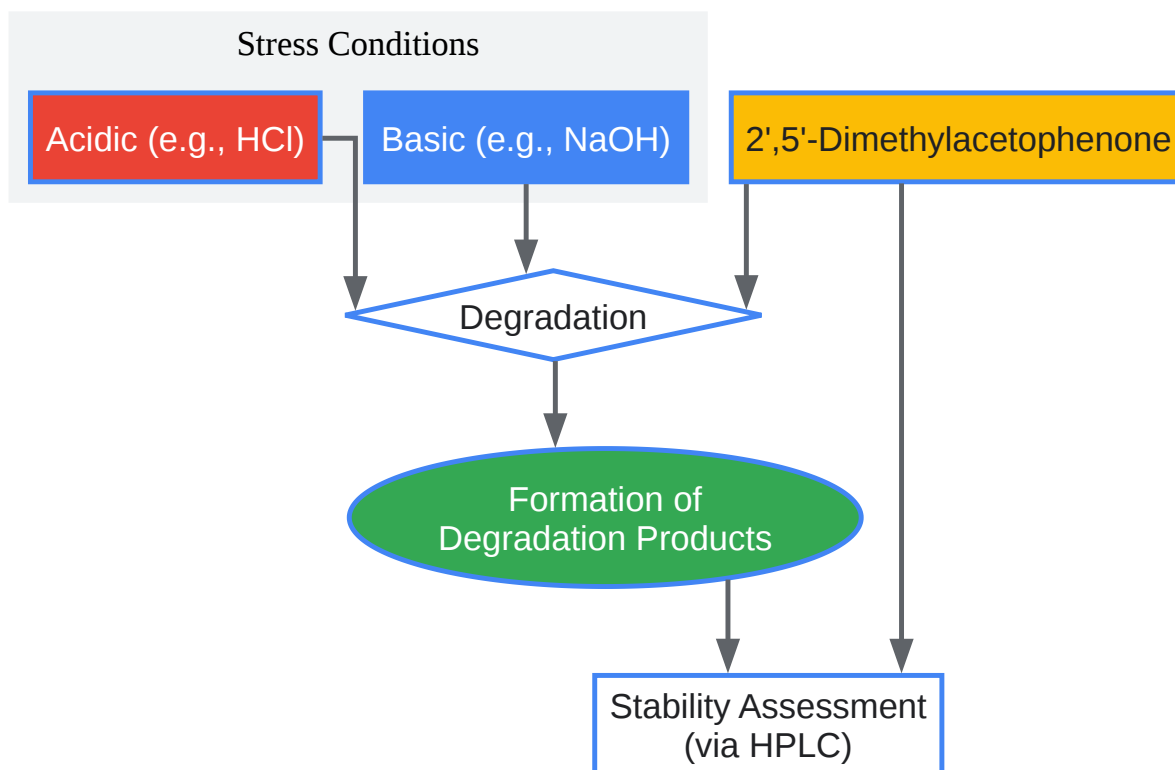 Stress Conditions
Acidic (e.g., HCl)
Basic (e.g., NaOH)
2',5'-Dimethylacetophenone
Degradation
Formation of
Degradation Products
Stability Assessment
(via HPLC)